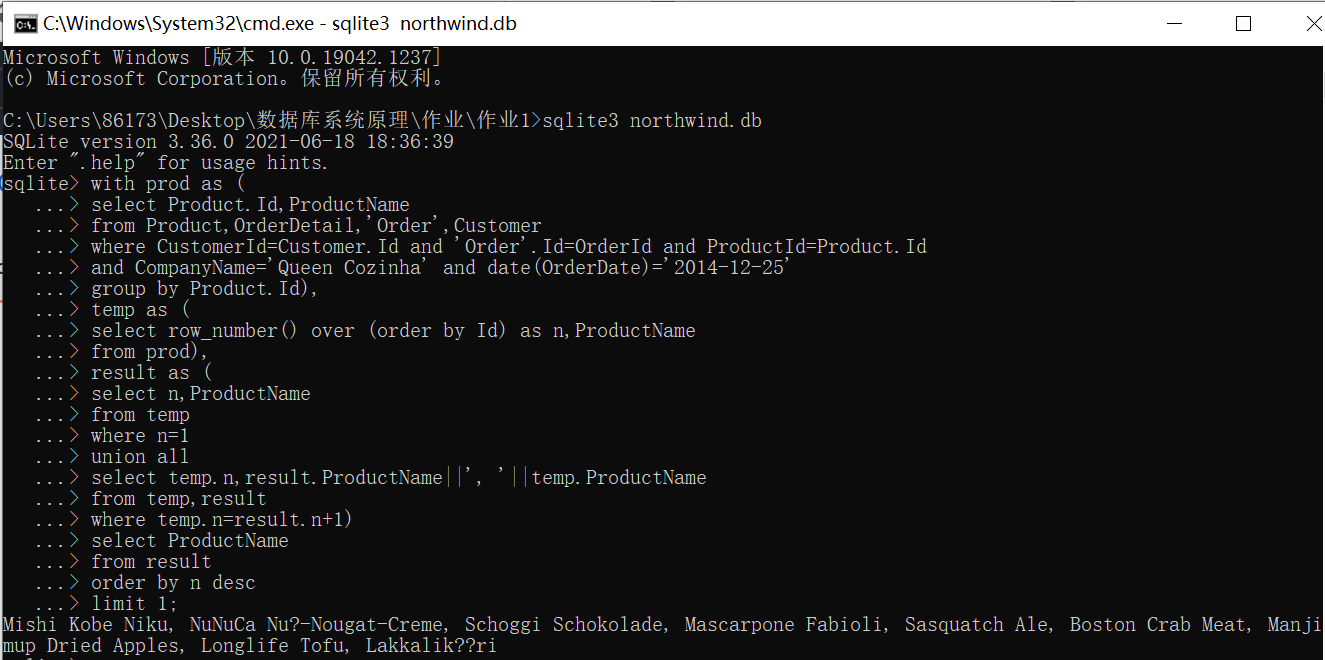 C:\Windows\System32\cmd.exe - sqlite3 northwind.db
Microsoft Windows [版本 10.0.19042.1237]
(c) Microsoft Corporation。保留所有权利。
C:\Users\86173\Desktop\数据库系统原理\作业\作业1>sqlite3 northwind.db
SQLite version 3.36.0 2021-06-18 18:36:39
Enter ".help" for usage hints.
sqlite> with prod as (
...> select Product.Id,ProductName
...> from Product,OrderDetail,'Order',Customer
...> where CustomerId=Customer.Id and 'Order'.Id=OrderId and ProductId=Product.Id
...> and CompanyName='Queen Cozinha' and date(OrderDate)='2014-12-25'
...> group by Product.Id),
...> temp as (
...> select row_number() over (order by Id) as n,ProductName
...> from prod),
...> result as (
...> select n,ProductName
...> from temp
...> where n=1
...> union all
...> select temp.n,result.ProductName||', '||temp.ProductName
...> from temp,result
...> where temp.n=result.n+1)
...> select ProductName
...> from result
...> order by n desc
...> limit 1;
Mishi Kobe Niku, NuNuCa Nu?-Nougat-Creme, Schoggi Schokolade, Mascarpone Fabioli, Sasquatch Ale, Boston Crab Meat, Manji
mup Dried Apples, Longlife Tofu, Lakkalik??ri